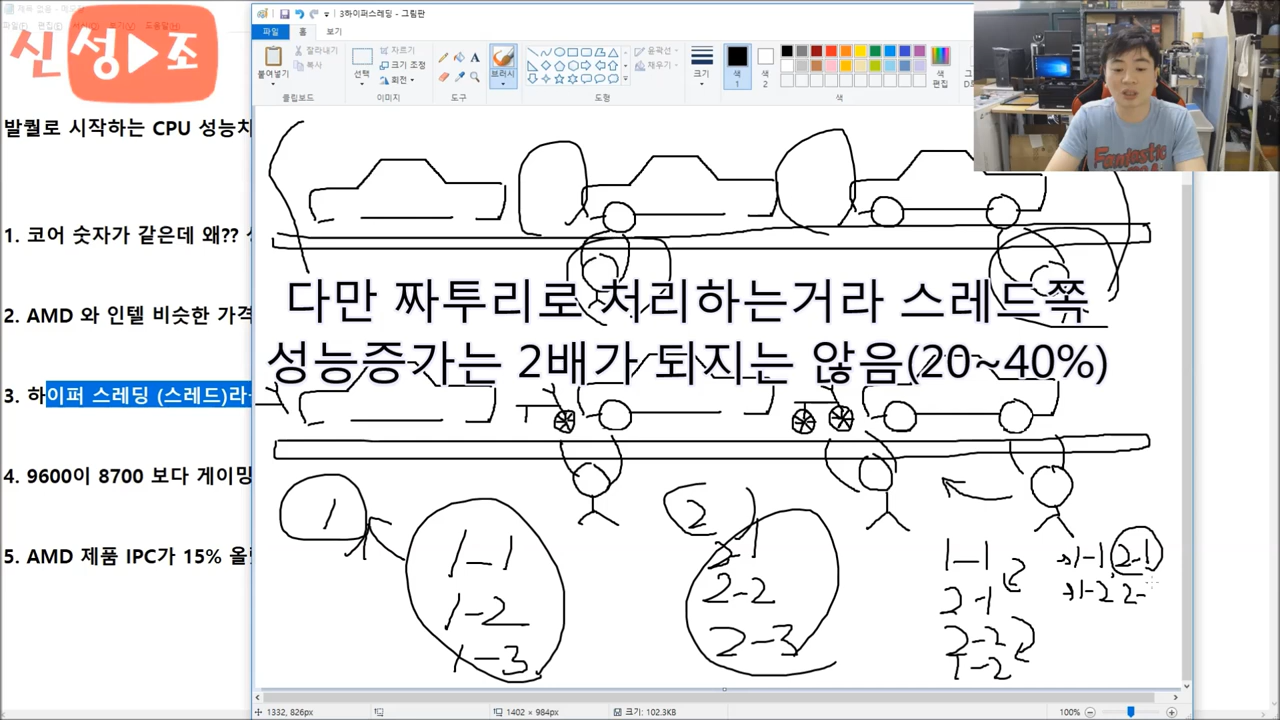 신성조
3하이퍼스레딩 - 그림판
파일
홈
보기
붙여넣기
잘라내기
복사
클립보드
선택
자르기
크기 조정
회전
이미지
도구
브러시
도형
윤곽선
채우기
크기
색 1
색 2
색
색 편집
발퀄로 시작하는 CPU 성능차
1. 코어 숫자가 같은데 왜??
2. AMD 와 인텔 비슷한 가격
3. 하이퍼 스레딩 (스레드)라
4. 9600이 8700 보다 게이밍
5. AMD 제품 IPC가 15% 올
다만 짜투리로 처리하는거라 스레드쪽
성능증가는 2배가 되지는 않음(20~40%)
Fantastic
1
1-1
1-2
1-3
2
2-1
2-2
2-3
1-1
2-1
2-2
1-2
1-1, 2-1
1-2 2-
1332, 826px
1402 × 984px
크기: 102.3KB
100%